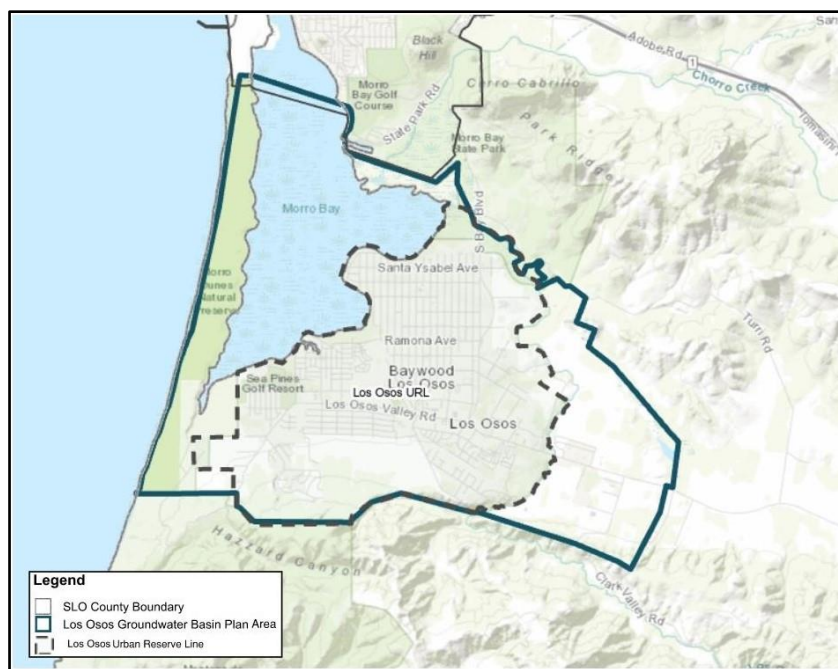 Black
Hill
Adobe Rd
San
1
Morro
Bay Golf
Course
State Park Rd
Cerro Cabrillo
Chorro Creek
Morro Bay
State Park
Park Ridge
Morro Bay
S Bay Blvd
Santa Ysabel Ave
Morro
Dunes
Natural
Preserve
Turri Rd
Ramona Ave
Baywood
Los Osos
Sea Pines
Golf Resort
Los Osos URL
Los Osos Valley Rd
Los Osos
Hazzard Canyon
Clark Valley Rd
Legend
SLO County Boundary
Los Osos Groundwater Basin Plan Area
Los Osos Urban Reserve Line